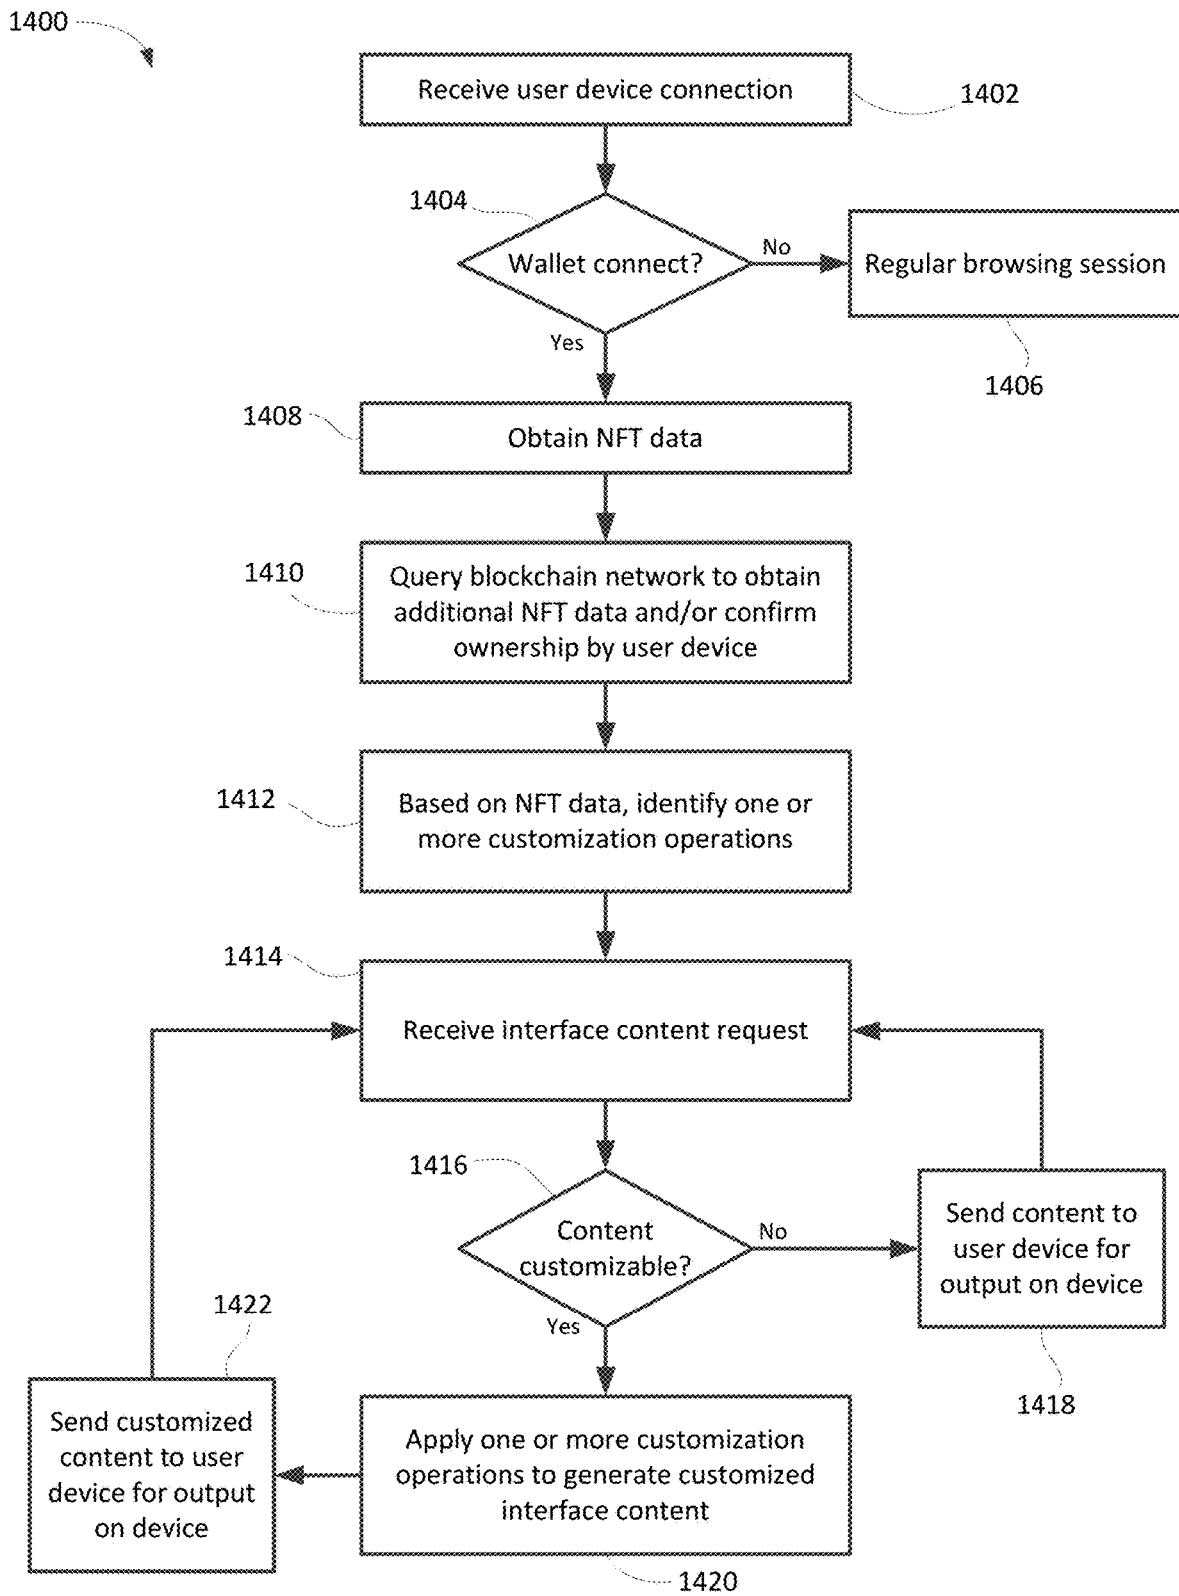 1400
Receive user device connection
1402
1404
Wallet connect?
No
Regular browsing session
Yes
1406
1408
Obtain NFT data
1410
Query blockchain network to obtain
additional NFT data and/or confirm
ownership by user device
1412
Based on NFT data, identify one or
more customization operations
1414
Receive interface content request
1416
Content
customizable?
No
Send content to
user device for
output on device
Yes
1418
1422
Send customized
content to user
device for output
on device
Apply one or more customization
operations to generate customized
interface content
1420